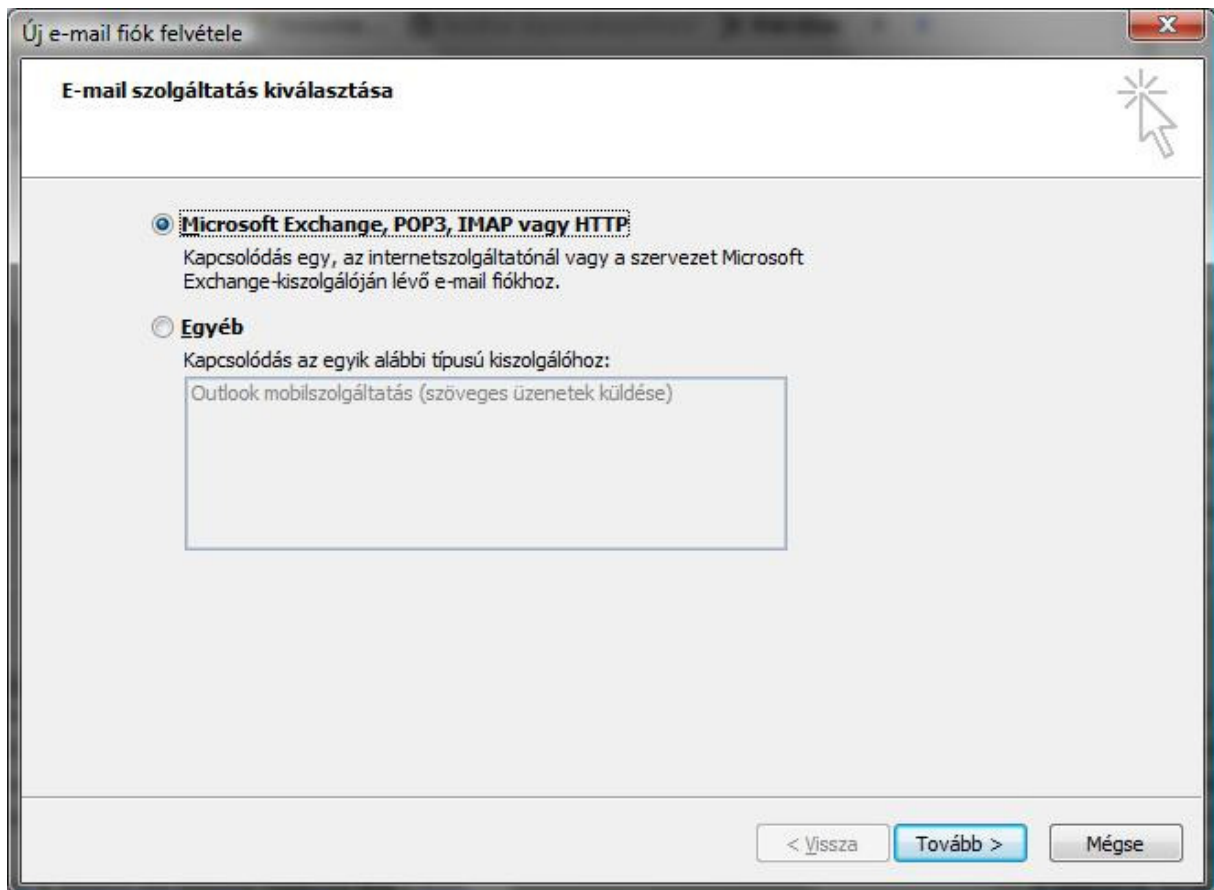 Új e-mail fiók felvétele
E-mail szolgáltatás kiválasztása
Microsoft Exchange, POP3, IMAP vagy HTTP
Kapcsolódás egy, az internetszolgáltatónál vagy a szervezet Microsoft
Exchange-kiszolgálóján lévő e-mail fiókhoz.
Egyéb
Kapcsolódás az egyik alábbi típusú kiszolgálóhoz:
Outlook mobilszolgáltatás (szöveges üzenetek küldése)
< Vissza
Tovább >
Mégse